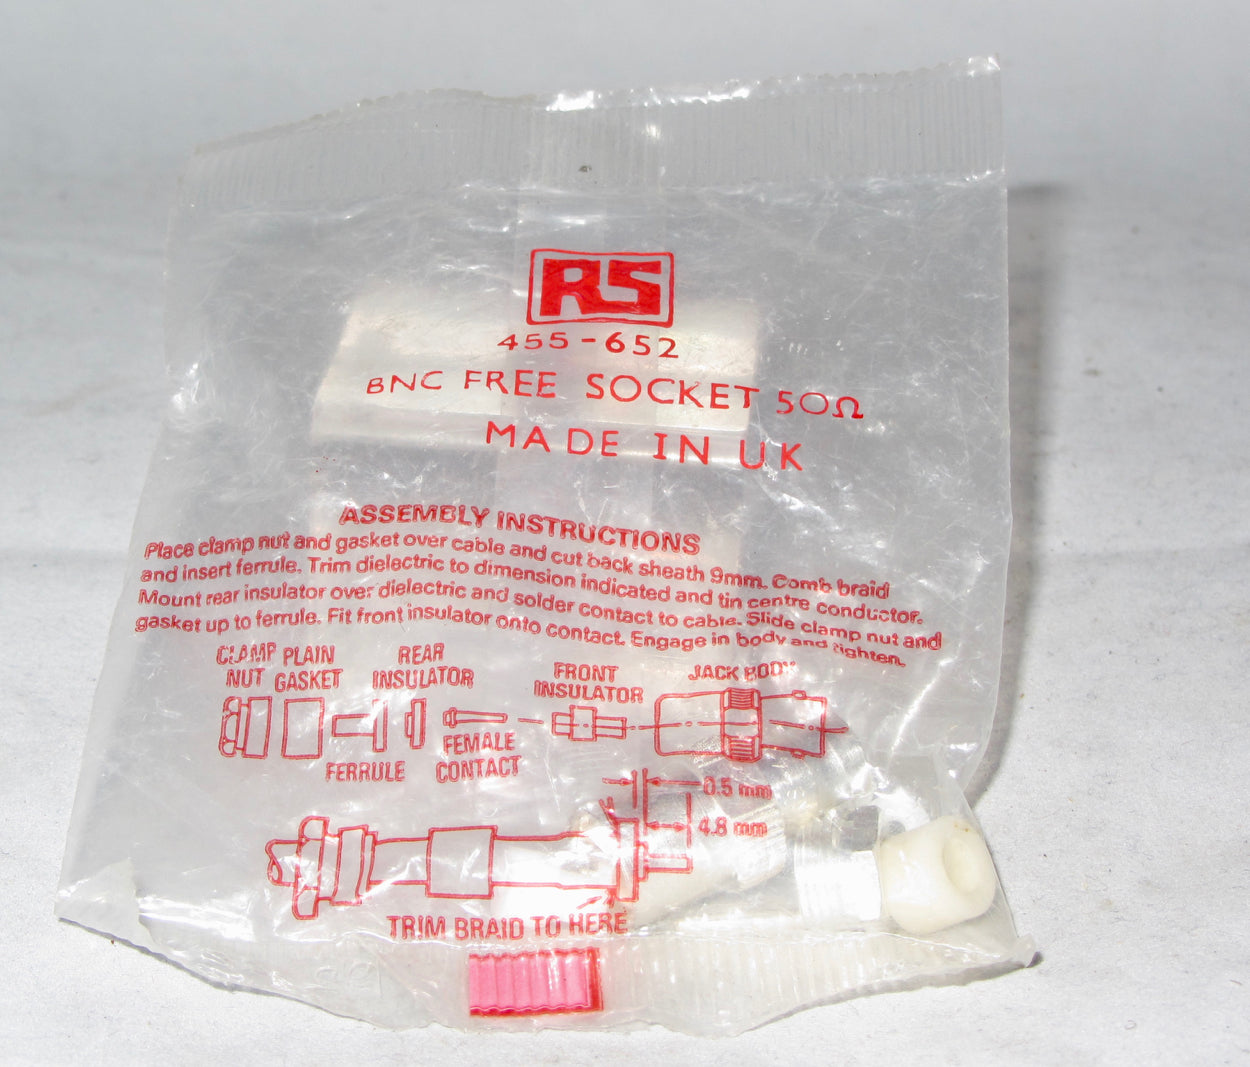 RS
455-652
BNC FREE SOCKET 50Ω
MADE IN UK
ASSEMBLY INSTRUCTIONS
Place clamp nut and gasket over cable and cut back sheath 9mm. Comb braid
and insert ferrule. Trim dielectric to dimension indicated and tin centre conductor.
Mount rear insulator over dielectric and solder contact to cable. Slide clamp nut and
gasket up to ferrule. Fit front insulator onto contact. Engage in body and tighten.
CLAMP NUT
PLAIN GASKET
REAR INSULATOR
FRONT INSULATOR
JACK BODY
FERRULE
FEMALE CONTACT
0.5 mm
4.8 mm
TRIM BRAID TO HERE